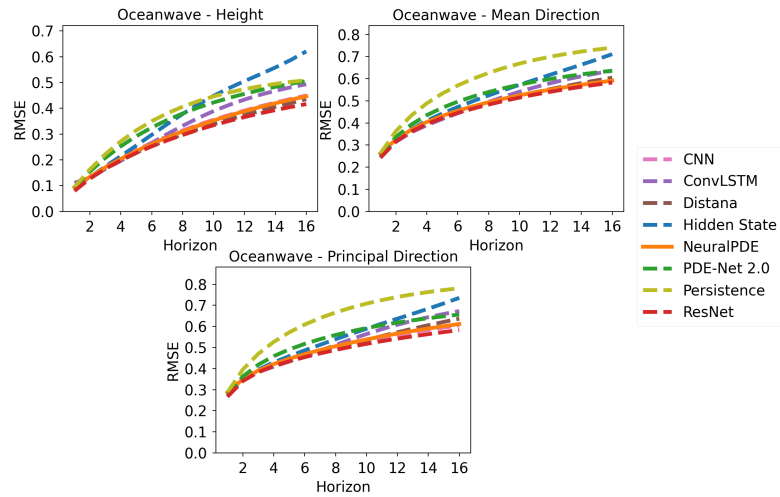 Oceanwave - Height
0.7
0.6
0.5
0.4
0.3
0.2
0.1
0.0
RMSE
2 4 6 8 10 12 14 16
Horizon
Oceanwave - Mean Direction
0.8
0.7
0.6
0.5
0.4
0.3
0.2
0.1
0.0
RMSE
2 4 6 8 10 12 14 16
Horizon
Oceanwave - Principal Direction
0.8
0.7
0.6
0.5
0.4
0.3
0.2
0.1
0.0
RMSE
2 4 6 8 10 12 14 16
Horizon
CNN
ConvLSTM
Distana
Hidden State
NeuralPDE
PDE-Net 2.0
Persistence
ResNet